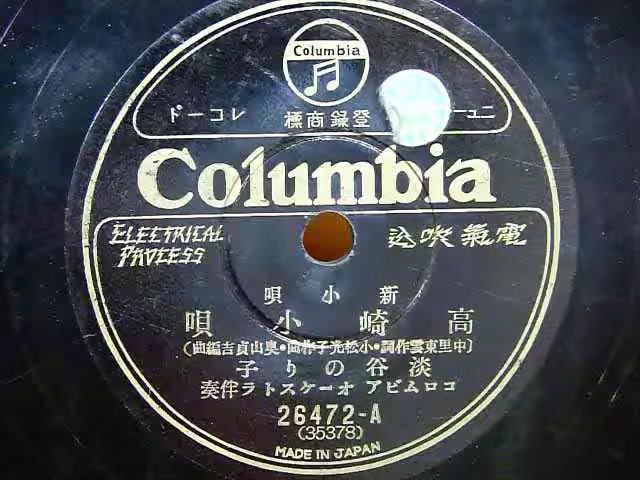 Columbia
ニュー
登録商標
レコード
Columbia
ELECTRICAL
PROCESS
電氣吹込
新小唄
高崎小唄
(中里東雲作詞・小松光子作曲・奥山貞吉編曲)
淡谷のり子
コロムビア オーケストラ伴奏
26472-A
(35378)
MADE IN JAPAN